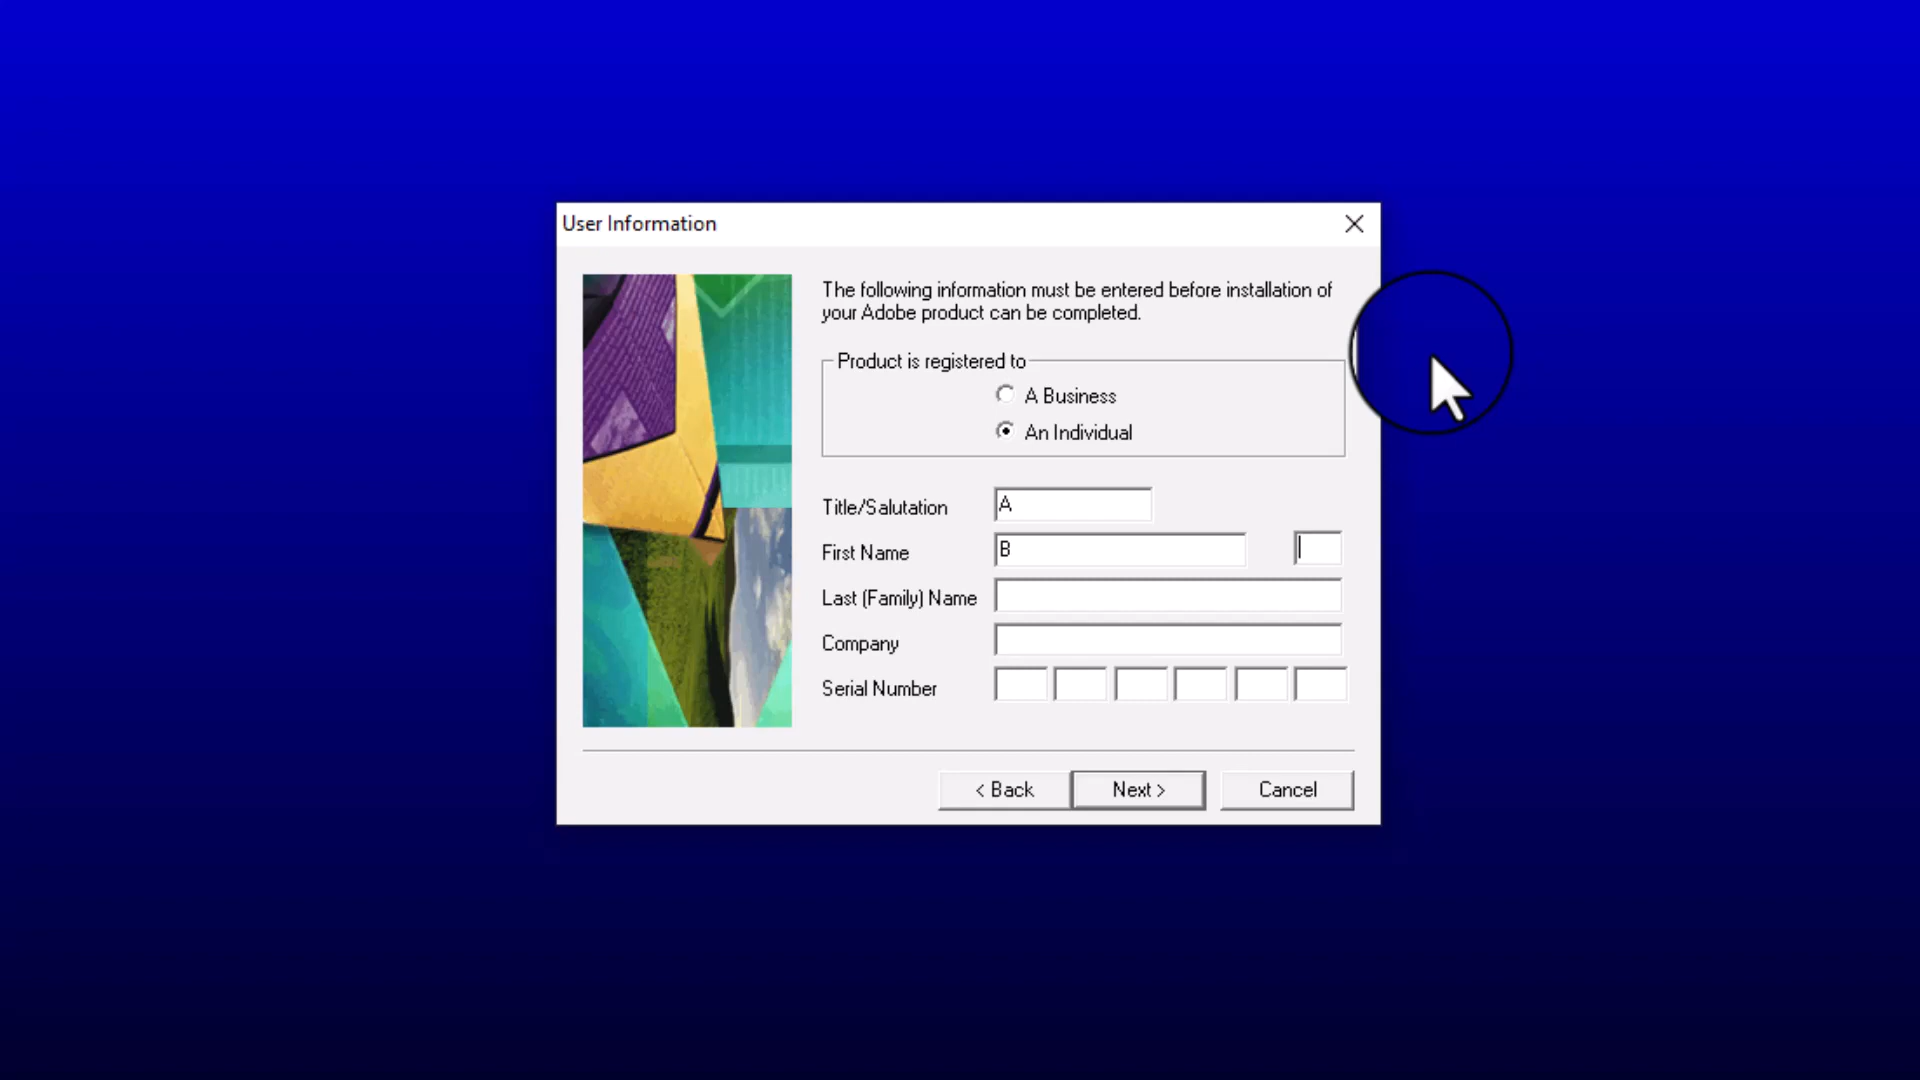 User Information
The following information must be entered before installation of
your Adobe product can be completed.
Product is registered to
A Business
An Individual
Title/Salutation A
First Name B
Last (Family) Name
Company
Serial Number
< Back Next > Cancel